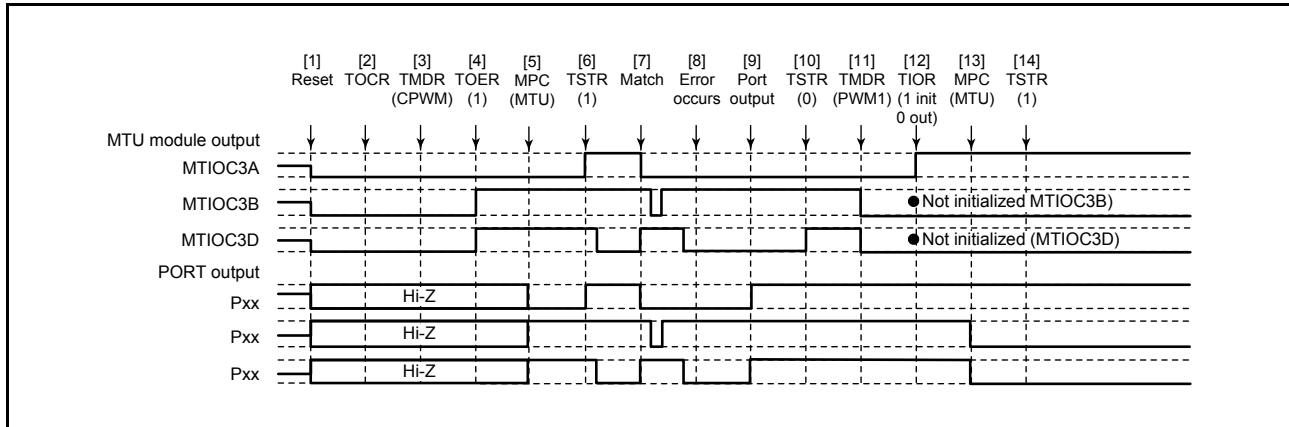 [1] [2] [3] [4] [5] [6] [7] [8] [9] [10] [11] [12] [13] [14]
Reset TOCR TMDR TOER MPC TSTR Match Error Port TSTR TMDR TIOR MPC TSTR
(CPWM) (1) (MTU) (1) occurs output (0) (PWM1) (1 init (MTU) (1)
0 out)
MTU module output
MTIOC3A
MTIOC3B
Not initialized MTIOC3B)
MTIOC3D
Not initialized (MTIOC3D)
PORT output
Pxx
Hi-Z
Pxx
Hi-Z
Pxx
Hi-Z